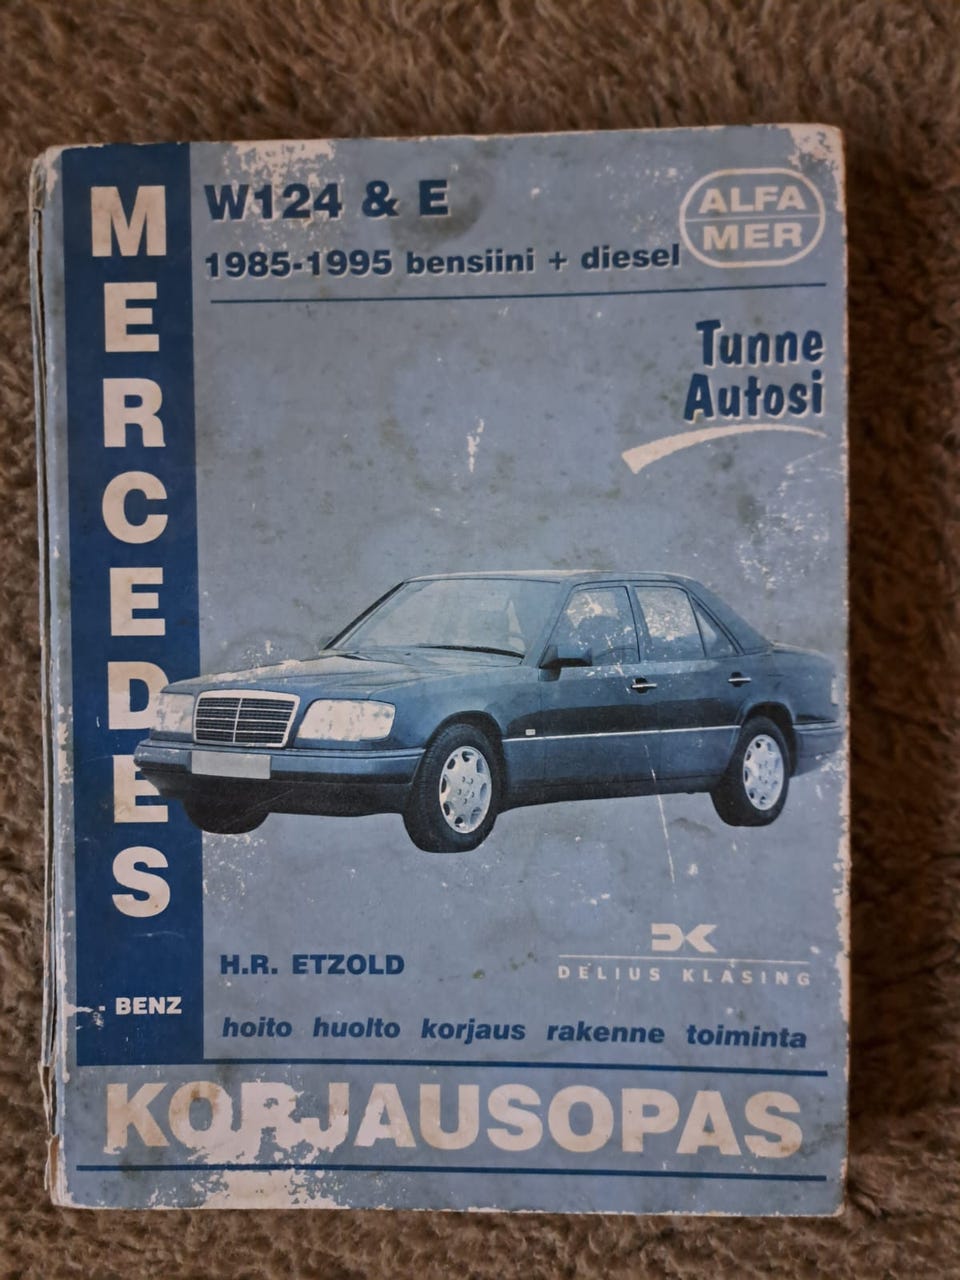 MERCEDES
- BENZ
W124 & E
1985-1995 bensiini + diesel
ALFA
MER
Tunne
Autosi
H.R. ETZOLD
DELIUS KLASING
hoito huolto korjaus rakenne toiminta
KORJAUSOPAS